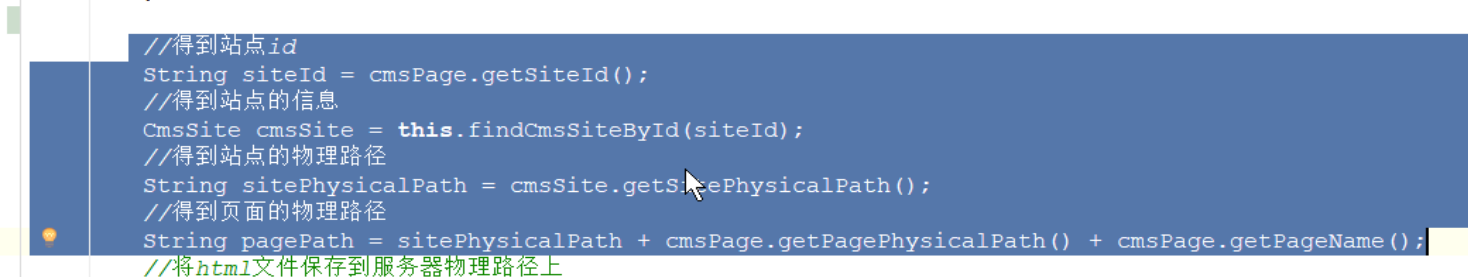 //得到站点id
String siteId = cmsPage.getSiteId();
//得到站点的信息
CmsSite cmsSite = this.findCmsSiteById(siteId);
//得到站点的物理路径
String sitePhysicalPath = cmsSite.getSitePhysicalPath();
//得到页面的物理路径
String pagePath = sitePhysicalPath + cmsPage.getPagePhysicalPath() + cmsPage.getPageName();
//将html文件保存到服务器物理路径上